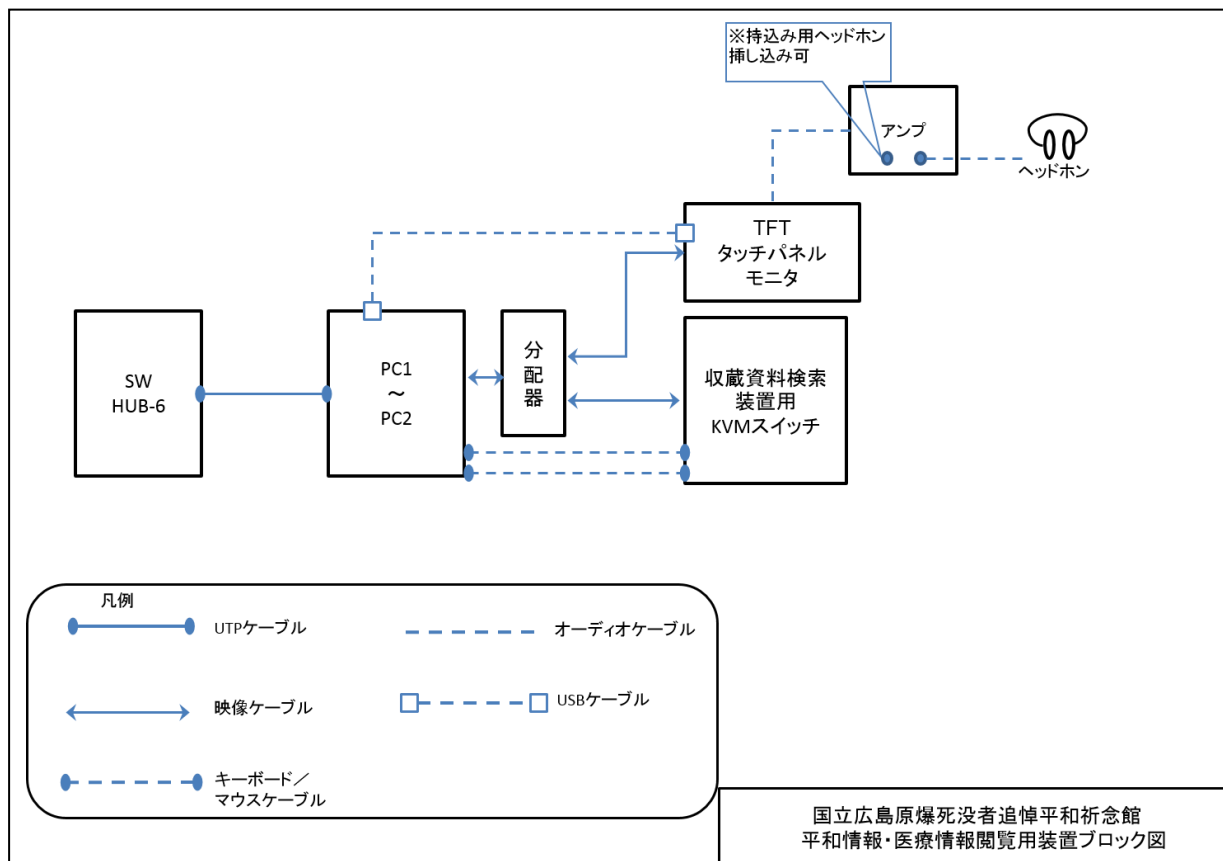 ※持込み用ヘッドホン
挿し込み可
アンプ
ヘッドホン
TFT
タッチパネル
モニタ
SW
HUB-6
PC1
～
PC2
分
配
器
収蔵資料検索
装置用
KVMスイッチ
凡例
UTPケーブル
オーディオケーブル
映像ケーブル
USBケーブル
キーボード／
マウスケーブル
国立広島原爆死没者追悼平和祈念館
平和情報・医療情報閲覧用装置ブロック図